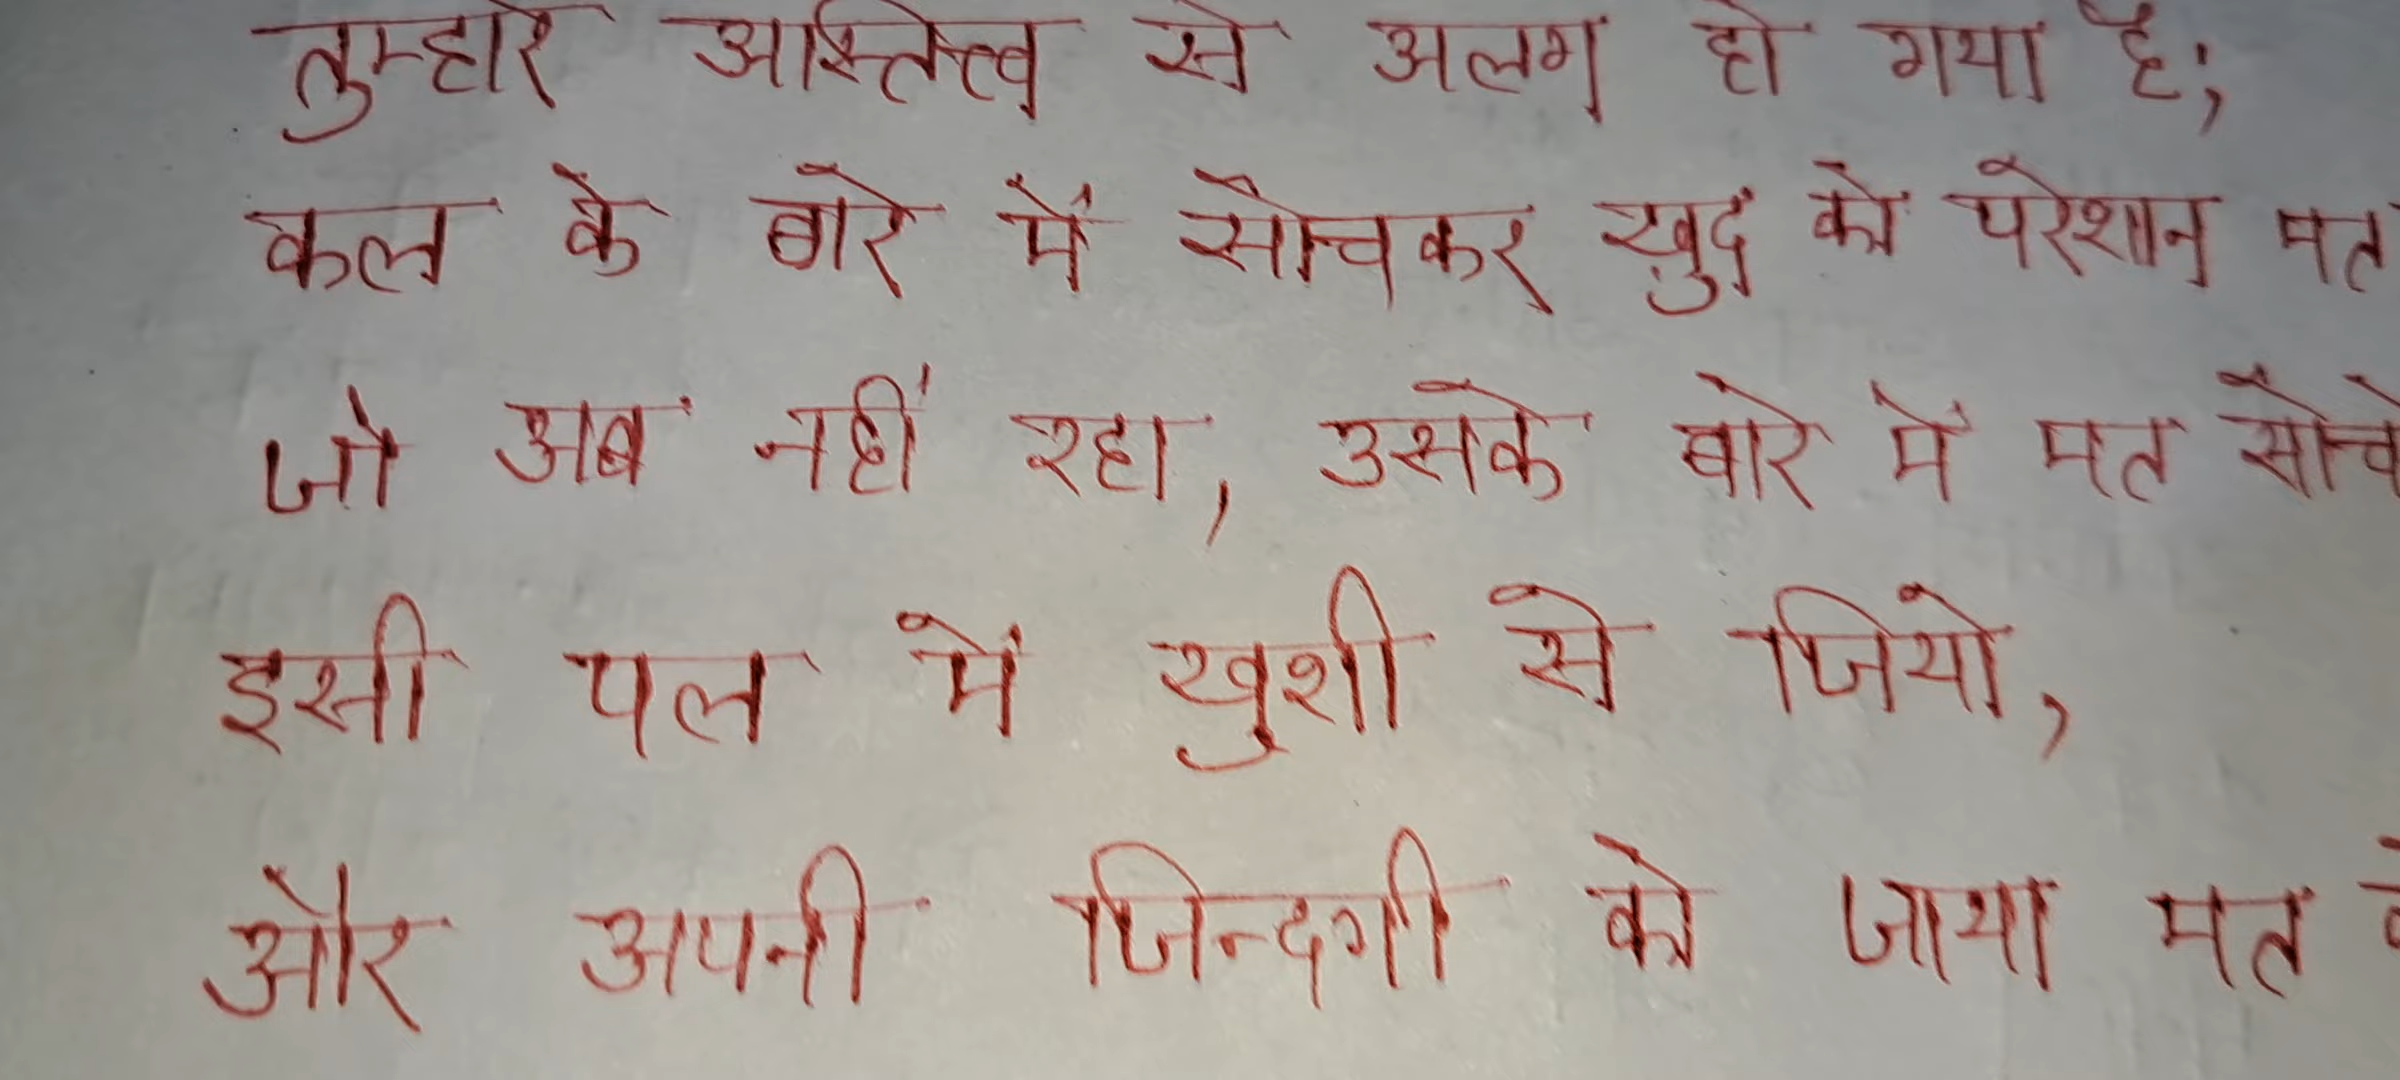 तुम्हारे अस्तित्त्व से अलग हो गया है;
कल के बारे में सोचकर खुद को परेशान मत
जो अब नहीं रहा, उसके बारे में मत सोचो
इसी पल में खुशी से जियो,
और अपनी जिन्दगी को जाया मत